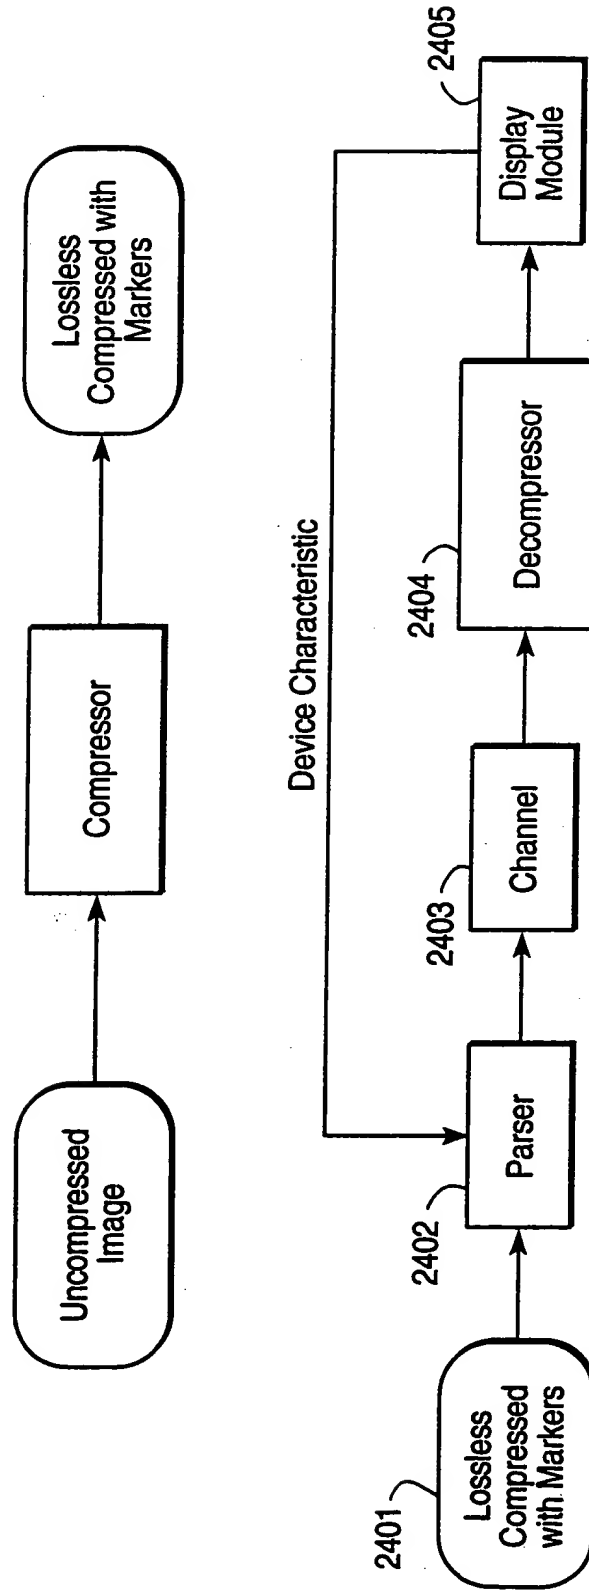 Uncompressed
Image
Compressor
Lossless
Compressed with
Markers
Device Characteristic
2401
Lossless
Compressed
with Markers
2402
Parser
2403
Channel
2404
Decompressor
2405
Display
Module